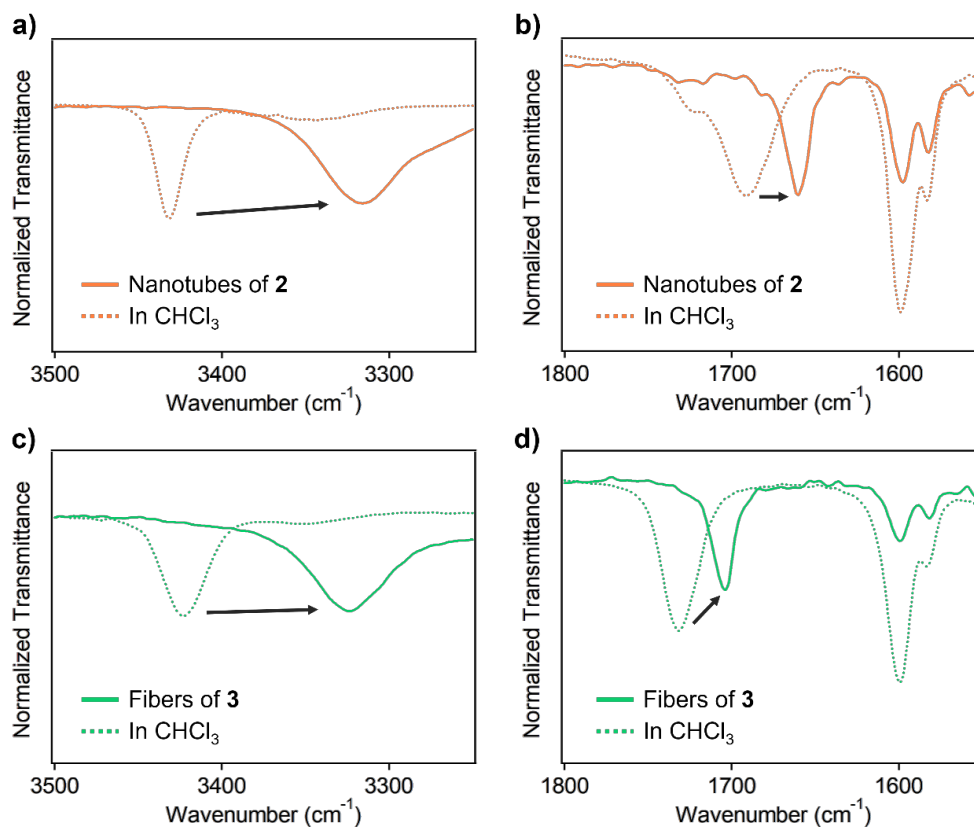 a)
Normalized Transmittance
Nanotubes of 2
In CHCl₃
3500 3400 3300
Wavenumber (cm⁻¹)
b)
Normalized Transmittance
Nanotubes of 2
In CHCl₃
1800 1700 1600
Wavenumber (cm⁻¹)
c)
Normalized Transmittance
Fibers of 3
In CHCl₃
3500 3400 3300
Wavenumber (cm⁻¹)
d)
Normalized Transmittance
Fibers of 3
In CHCl₃
1800 1700 1600
Wavenumber (cm⁻¹)